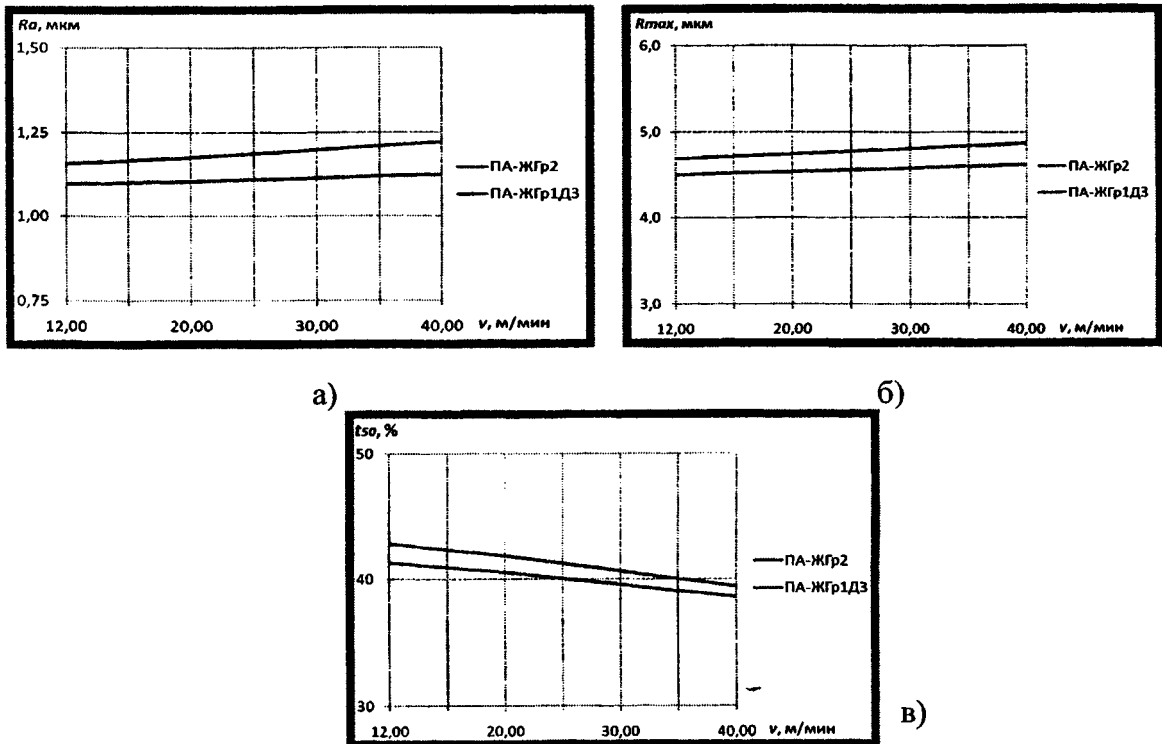 Ra, мкм
1,50
1,25
1,00
0,75
12,00 20,00 30,00 40,00 v, м/мин
ПА-ЖГр2
ПА-ЖГр1Д3
а)
Rmax, мкм
6,0
5,0
4,0
3,0
12,00 20,00 30,00 40,00 v, м/мин
ПА-ЖГр2
ПА-ЖГр1Д3
б)
t50, %
50
40
30
12,00 20,00 30,00 v, м/мин 40,00
ПА-ЖГр2
ПА-ЖГр1Д3
в)